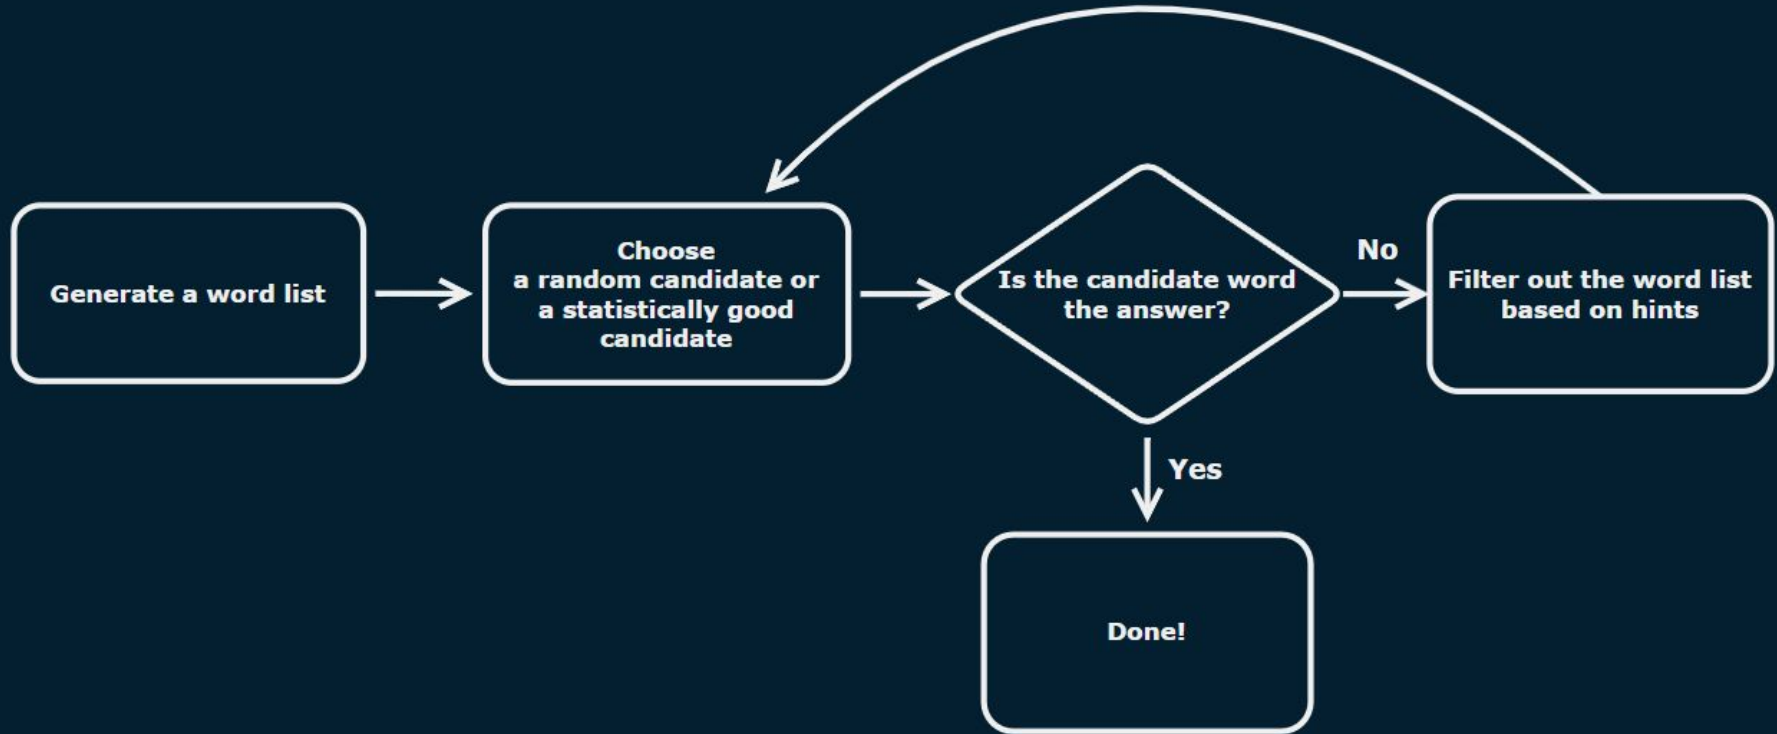 Generate a word list
Choose
a random candidate or
a statistically good
candidate
Is the candidate word
the answer?
No
Filter out the word list
based on hints
Yes
Done!